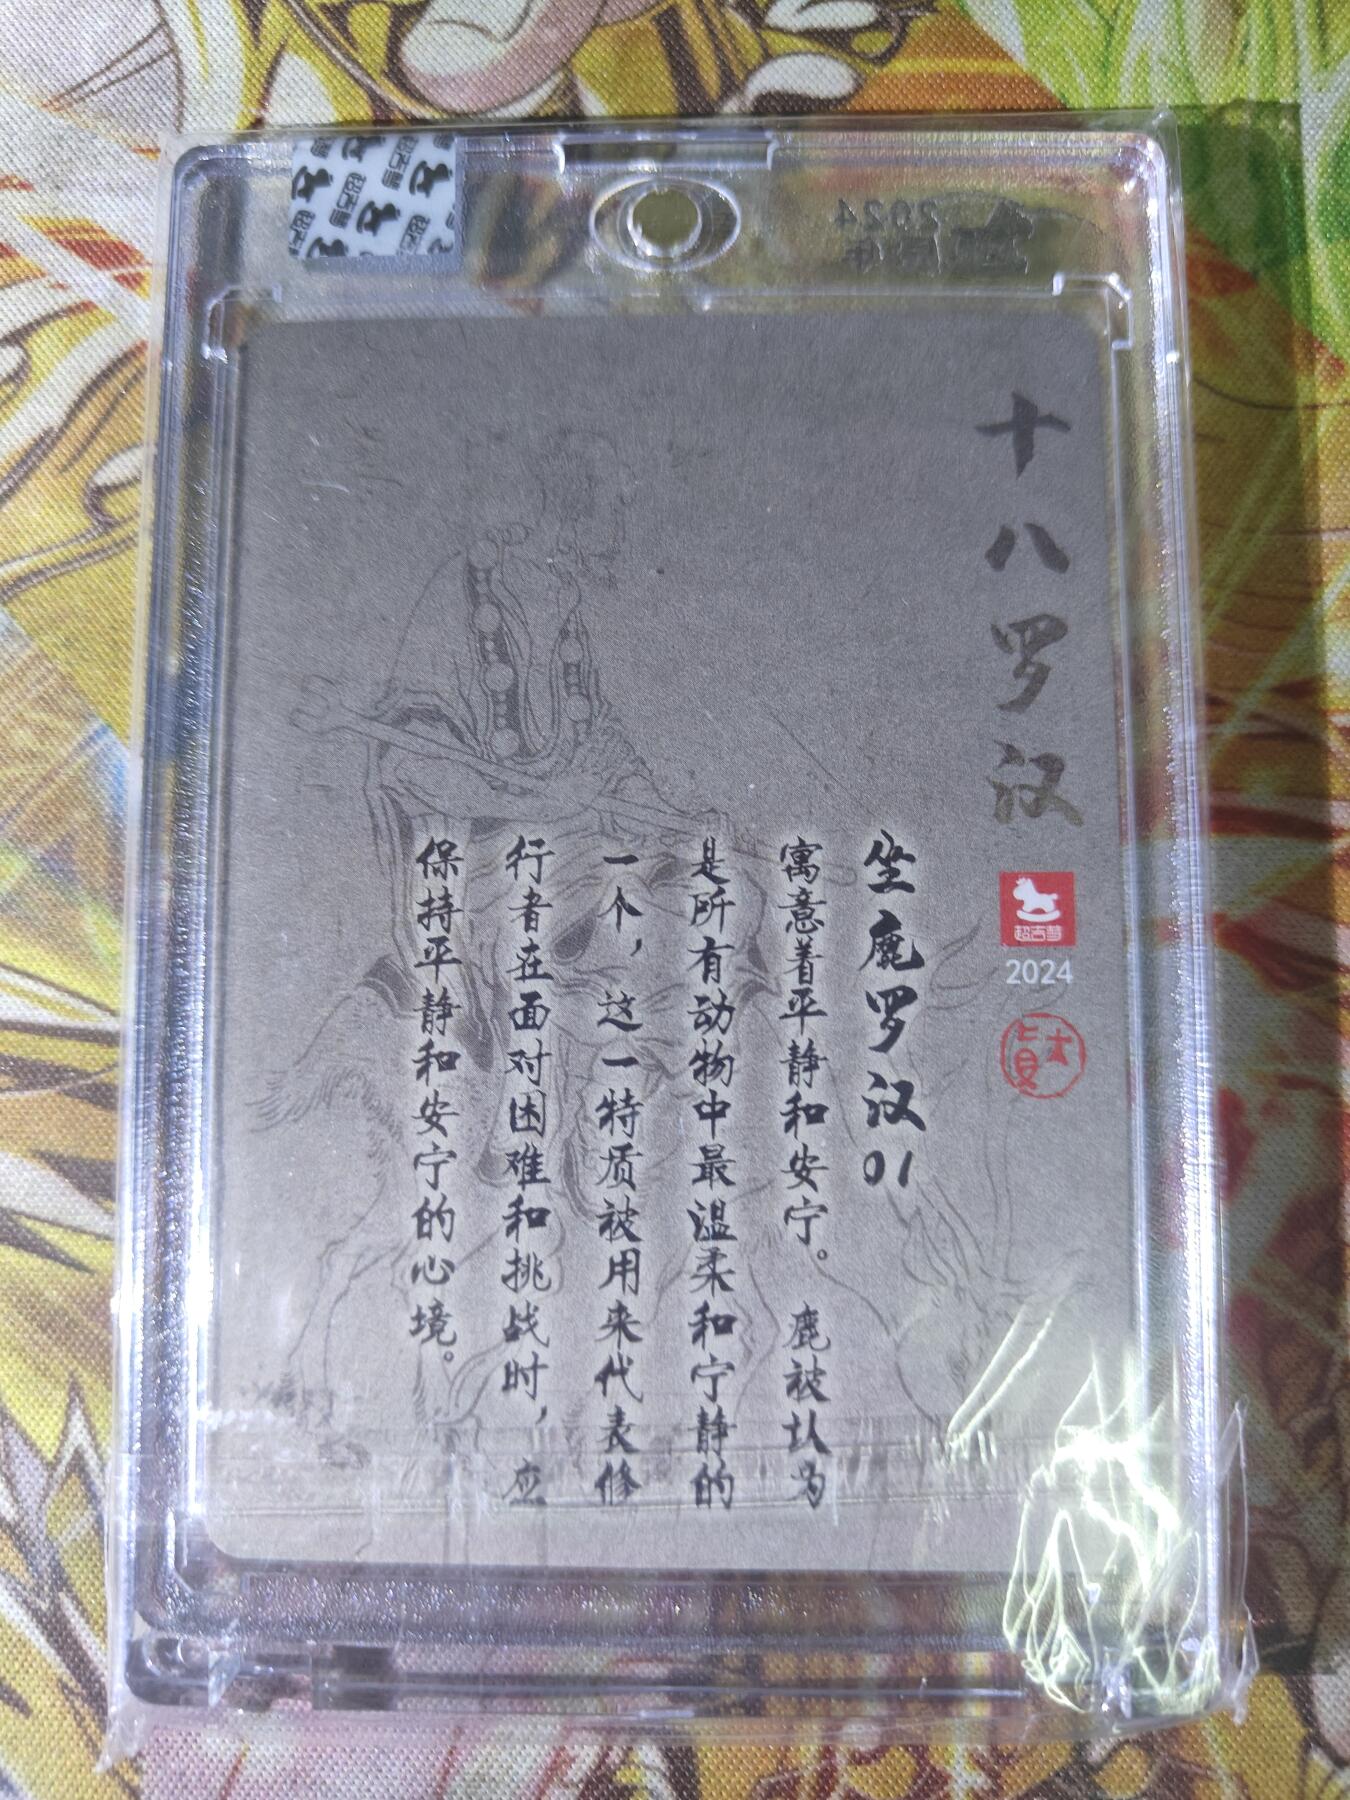 十八罗汉
超古梦
2024
坐鹿罗汉01
寓意着平静和安宁。鹿被认为
是所有动物中最温柔和宁静的
一个，这一特质被用来代表修
行者在面对困难和挑战时，应
保持平静和安宁的心境。
2024